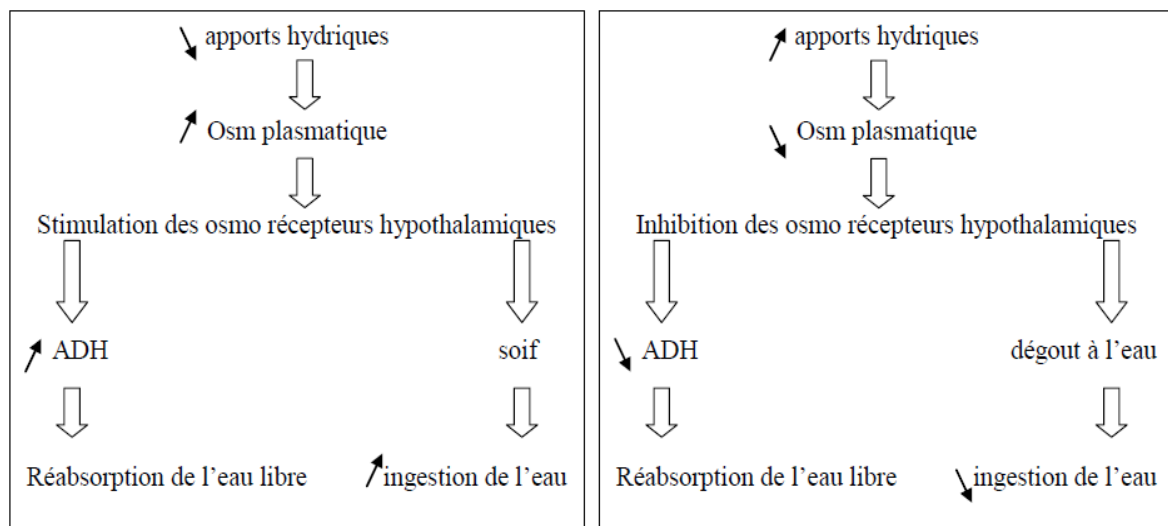 apports hydriques
Osm plasmatique
Stimulation des osmo récepteurs hypothalamiques
ADH
soif
Réabsorption de l’eau libre
ingestion de l’eau
apports hydriques
Osm plasmatique
Inhibition des osmo récepteurs hypothalamiques
ADH
dégout à l’eau
Réabsorption de l’eau libre
ingestion de l’eau